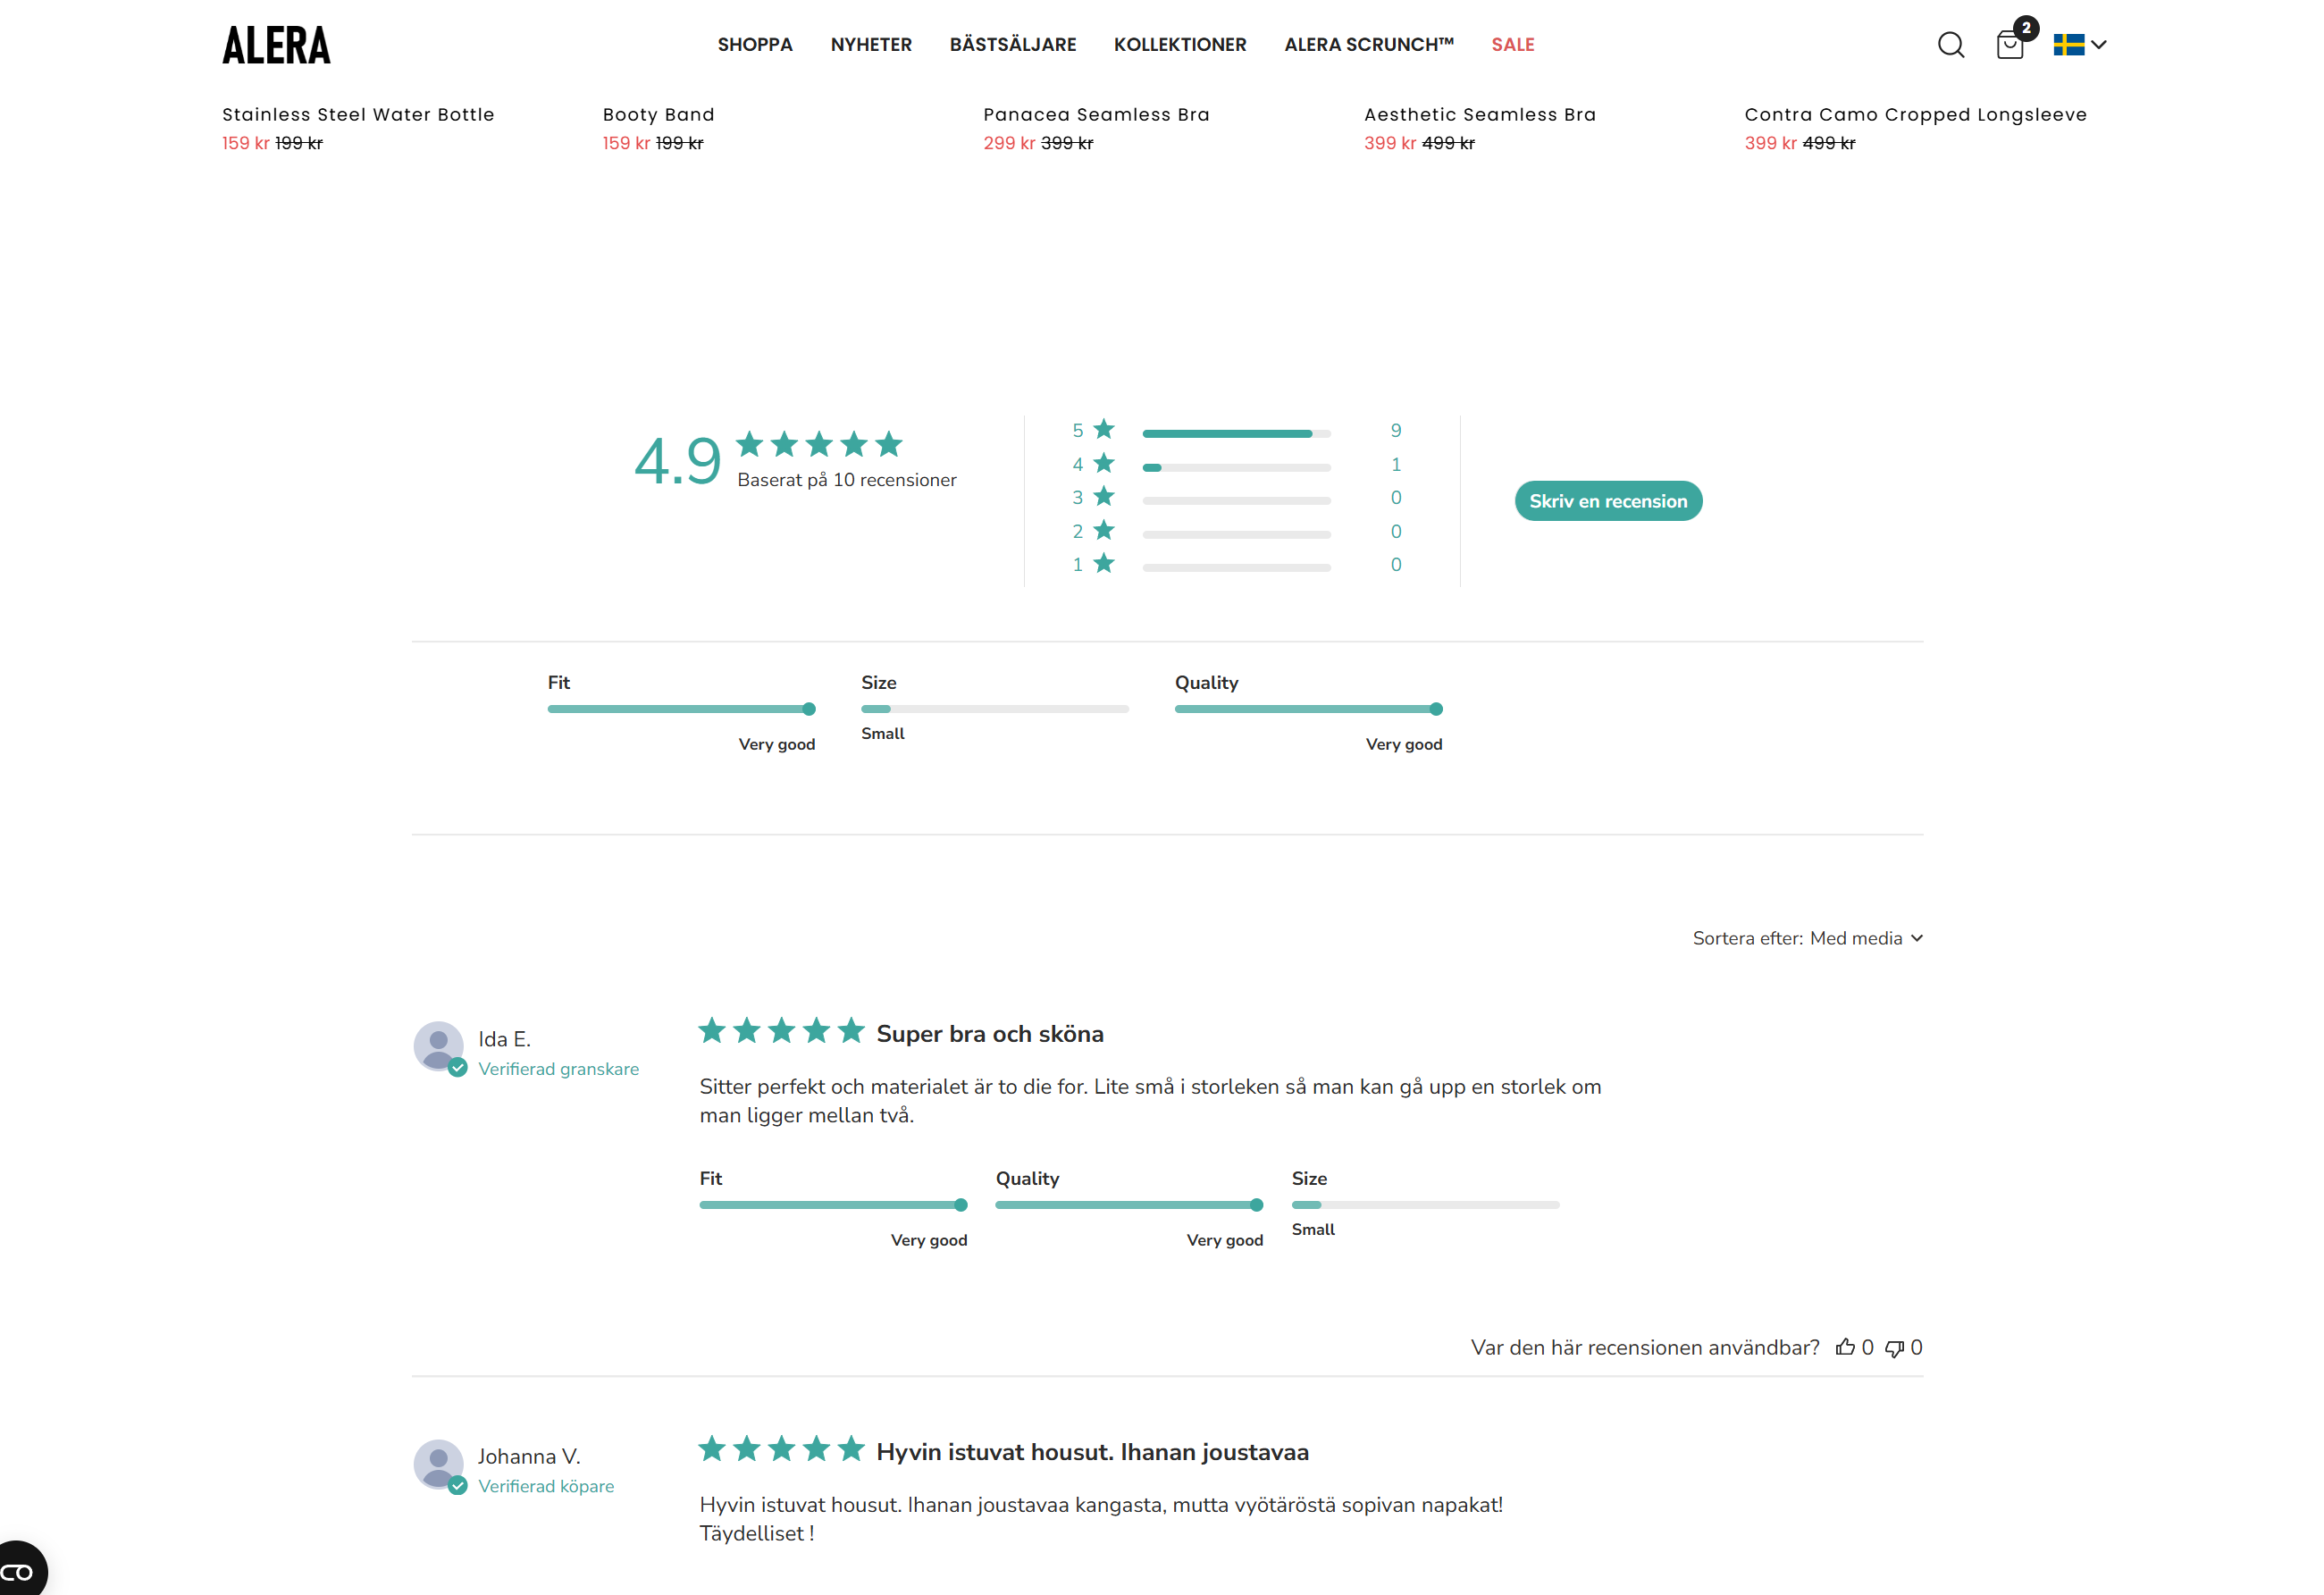 ALERA
SHOPPA NYHETER BÄSTSÄLJARE KOLLEKTIONER ALERA SCRUNCH™ SALE
2
Stainless Steel Water Bottle
159 kr 199 kr
Booty Band
159 kr 199 kr
Panacea Seamless Bra
299 kr 399 kr
Aesthetic Seamless Bra
399 kr 499 kr
Contra Camo Cropped Longsleeve
399 kr 499 kr
4.9
Baserat på 10 recensioner
5 9
4 1
3 0
2 0
1 0
Skriv en recension
Fit
Very good
Size
Small
Quality
Very good
Sortera efter: Med media
Ida E.
Verifierad granskare
Super bra och sköna
Sitter perfekt och materialet är to die for. Lite små i storleken så man kan gå upp en storlek om
man ligger mellan två.
Fit
Very good
Quality
Very good
Size
Small
Var den här recensionen användbar? 0 0
Johanna V.
Verifierad köpare
Hyvin istuvat housut. Ihanan joustavaa
Hyvin istuvat housut. Ihanan joustavaa kangasta, mutta vyötäröstä sopivan napakat!
Täydelliset !